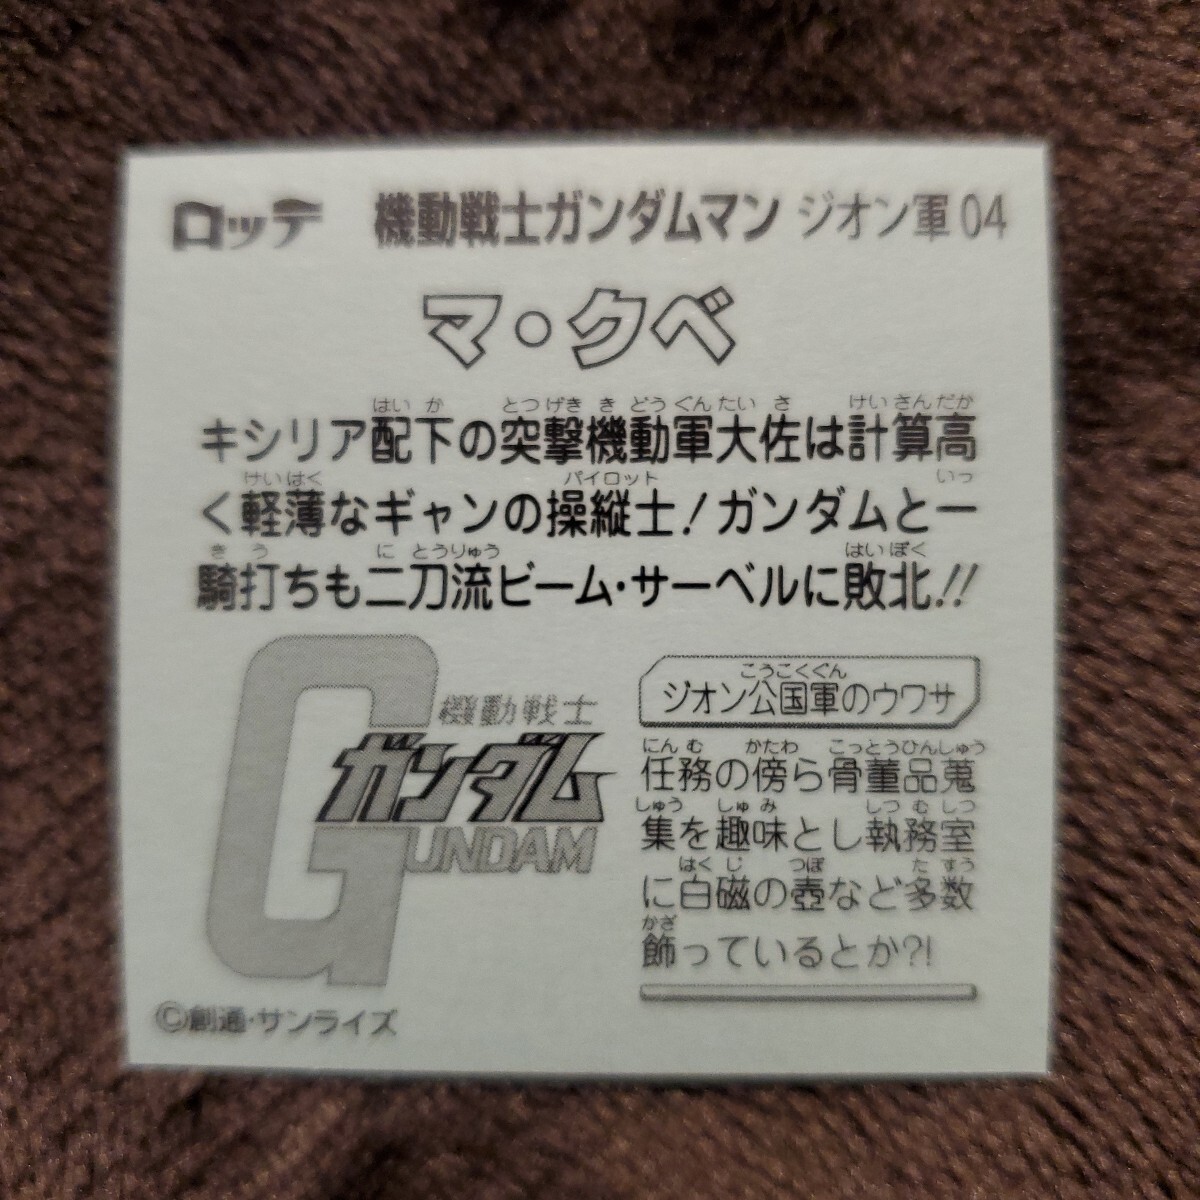 ロッテ 機動戦士ガンダムマン ジオン軍 04
マ・クベ
はい が とつ げき き どう ぐん たい さ けい さん だか
キシリア配下の突撃機動軍大佐は計算高
けい はく パイロット いっ
く軽薄なギャンの操縦士！ガンダムと一
き う に とうりゅう はい ぼく
騎打ちも二刀流ビーム・サーベルに敗北！！
機動戦士
ガンダム
GUNDAM
©創通・サンライズ
こうこくぐん
ジオン公国軍のウワサ
にん む かたわ こっとうひんしゅう
任務の傍ら骨董品蒐
しゅう しゅ み しつ む しつ
集を趣味とし執務室
はく じ つぼ た すう
に白磁の壺など多数
かざ
飾っているとか?!